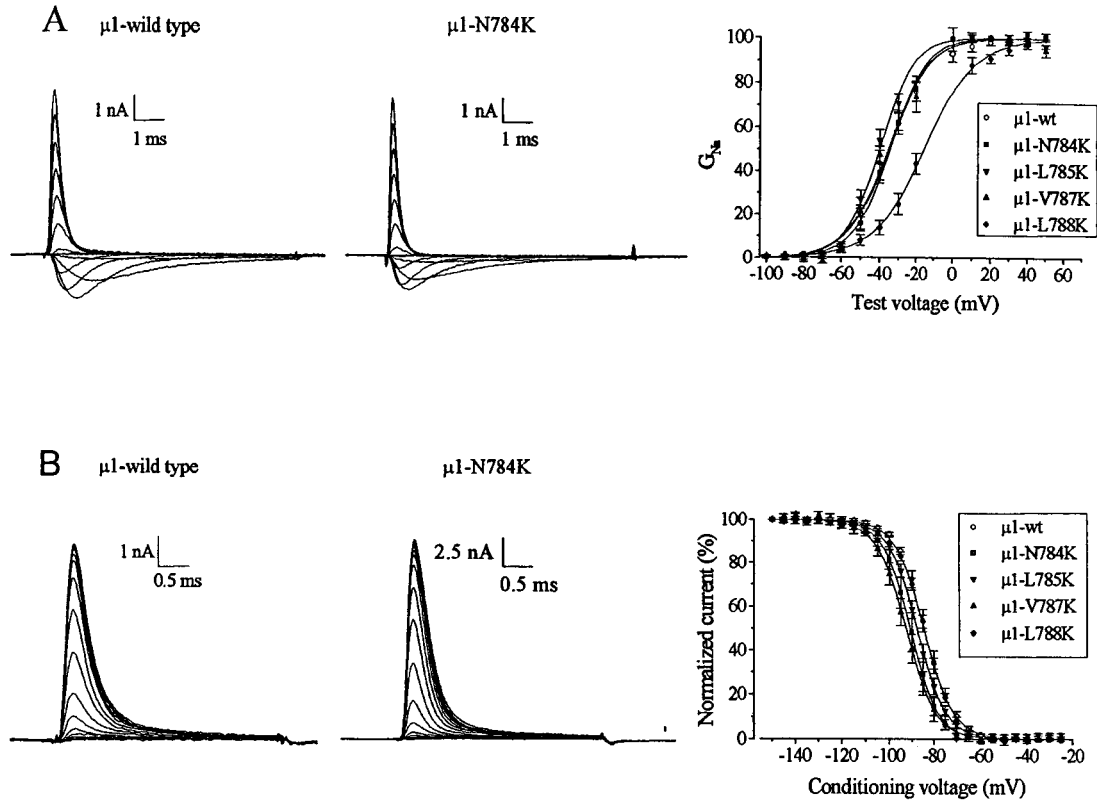 A
μ1-wild type
μ1-N784K
1 nA
1 ms
1 nA
1 ms
G_Na
100
80
60
40
20
0
-100 -80 -60 -40 -20 0 20 40 60
Test voltage (mV)
μ1-wt
μ1-N784K
μ1-L785K
μ1-V787K
μ1-L788K
B
μ1-wild type
μ1-N784K
1 nA
0.5 ms
2.5 nA
0.5 ms
Normalized current (%)
100
80
60
40
20
0
-140 -120 -100 -80 -60 -40 -20
Conditioning voltage (mV)
μ1-wt
μ1-N784K
μ1-L785K
μ1-V787K
μ1-L788K